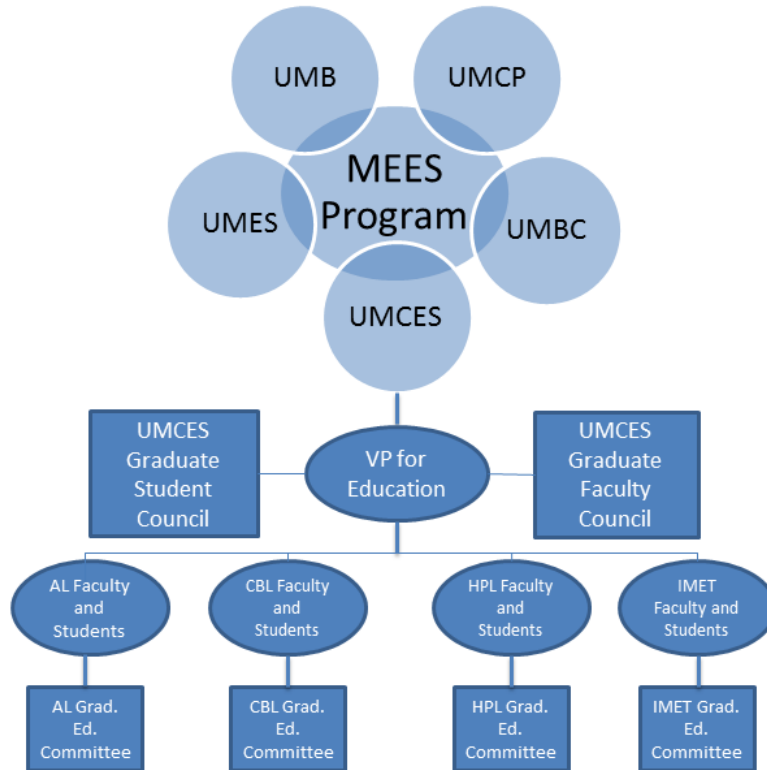 UMB
UMCP
MEES
Program
UMES
UMBC
UMCES
UMCES
Graduate
Student
Council
VP for
Education
UMCES
Graduate
Faculty
Council
AL Faculty
and
Students
CBL Faculty
and
Students
HPL Faculty
and
Students
IMET
Faculty and
Students
AL Grad.
Ed.
Committee
CBL Grad.
Ed.
Committee
HPL Grad.
Ed.
Committee
IMET Grad.
Ed.
Committee